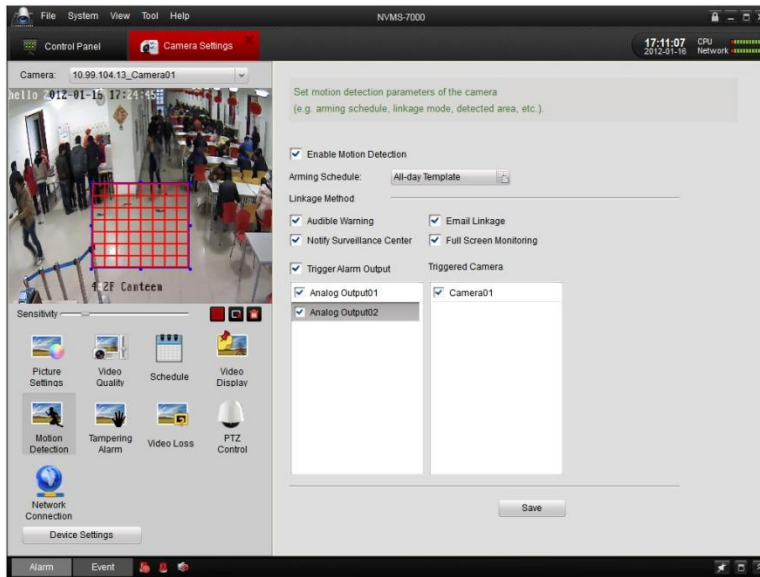 File System View Tool Help NVMS-7000
Control Panel Camera Settings 17:11:07 CPU
2012-01-16 Network
Camera: 10.99.104.13_Camera01
hello 2012-01-16 17:24:45
4-2F Canteen
Sensitivity
Picture Settings
Video Quality
Schedule
Video Display
Motion Detection
Tampering Alarm
Video Loss
PTZ Control
Network Connection
Device Settings
Set motion detection parameters of the camera
(e.g. arming schedule, linkage mode, detected area, etc.).
Enable Motion Detection
Arming Schedule: All-day Template
Linkage Method
Audible Warning Email Linkage
Notify Surveillance Center Full Screen Monitoring
Trigger Alarm Output Triggered Camera
Analog Output01 Camera01
Analog Output02
Save
Alarm Event